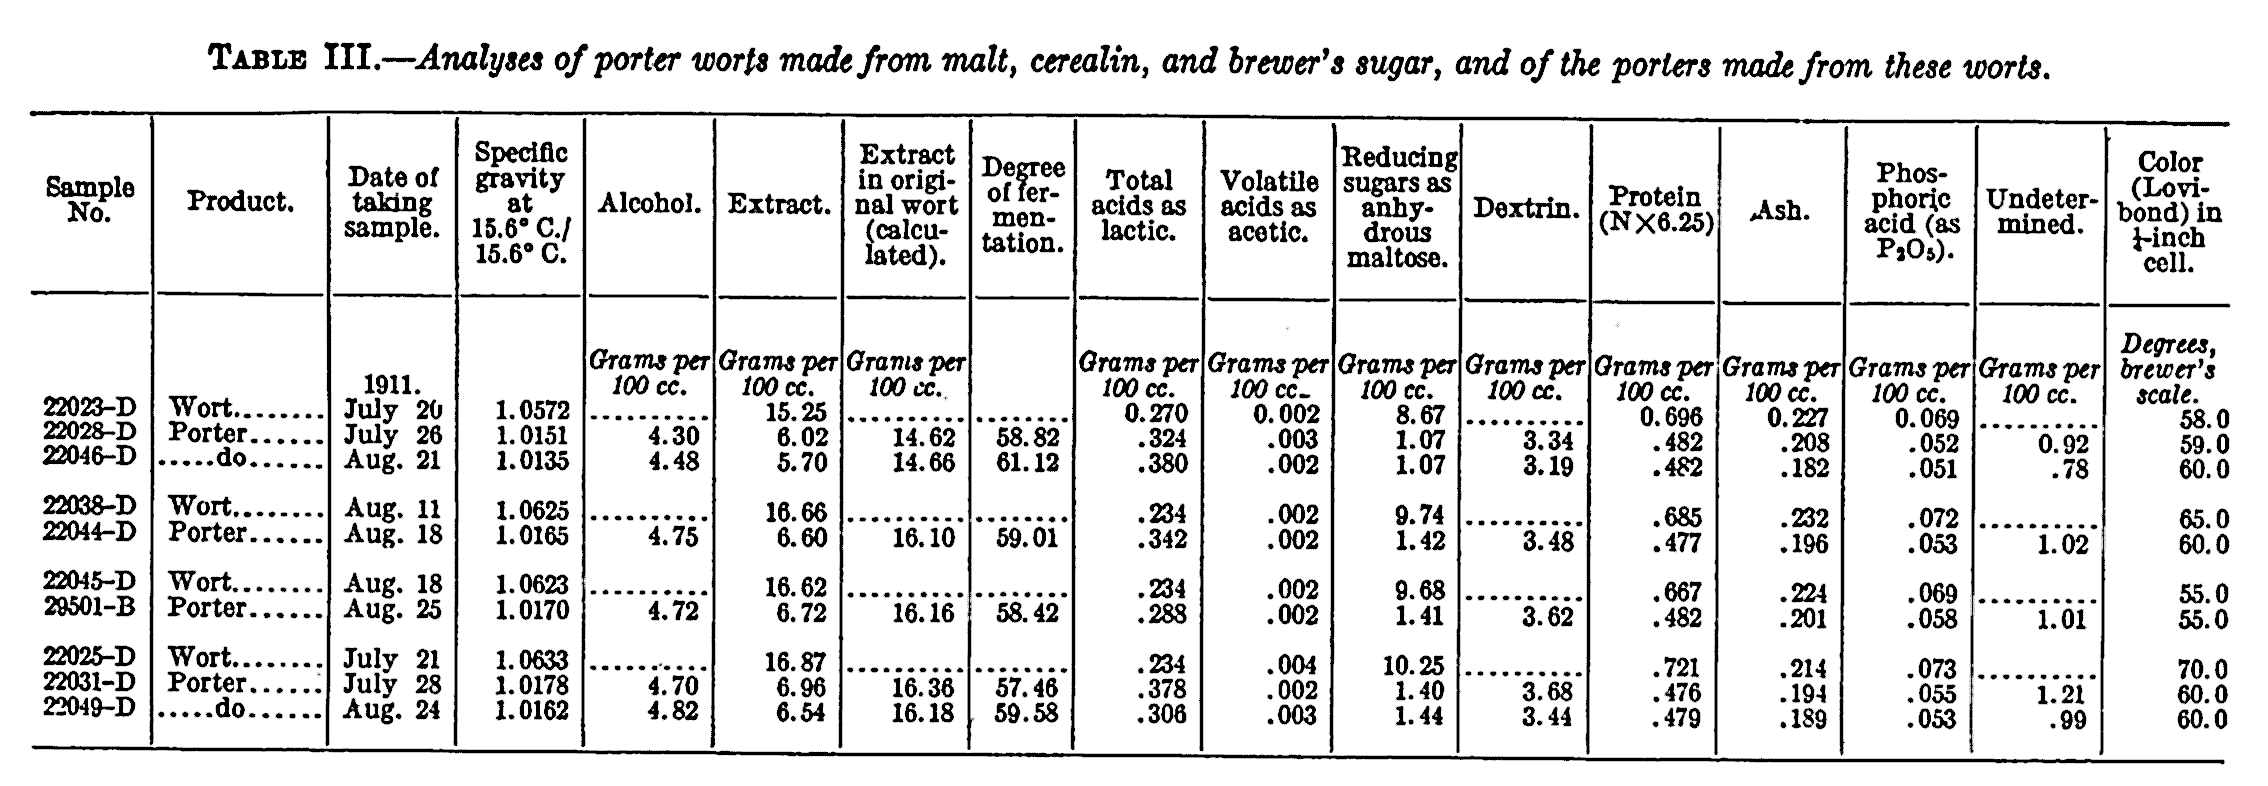 TABLE III.—Analyses of porter worts made from malt, cerealin, and brewer's sugar, and of the porters made from these worts.
Sample No. | Product. | Date of taking sample. | Specific gravity at 15.6° C./15.6° C. | Alcohol. | Extract. | Extract in origi-nal wort (calcu-lated). | Degree of fer-men-tation. | Total acids as lactic. | Volatile acids as acetic. | Reducing sugars as anhy-drous maltose. | Dextrin. | Protein (N×6.25) | Ash. | Phos-phoric acid (as P₂O₅). | Undeter-mined. | Color (Lovi-bond) in ¼-inch cell.
1911. | Grams per 100 cc. | Grams per 100 cc. | Grams per 100 cc. | Grams per 100 cc. | Grams per 100 cc. | Grams per 100 cc. | Grams per 100 cc. | Grams per 100 cc. | Grams per 100 cc. | Grams per 100 cc. | Grams per 100 cc. | Degrees, brewer's scale.
22023–D | Wort........ | July 20 | 1.0572 | .......... | 15.25 | .......... | ........ | 0.270 | 0.002 | 8.67 | .......... | 0.696 | 0.227 | 0.069 | .......... | 58.0
22028–D | Porter...... | July 26 | 1.0151 | 4.30 | 6.02 | 14.62 | 58.82 | .324 | .003 | 1.07 | 3.34 | .482 | .208 | .052 | 0.92 | 59.0
22046–D | .....do...... | Aug. 21 | 1.0135 | 4.48 | 5.70 | 14.66 | 61.12 | .380 | .002 | 1.07 | 3.19 | .482 | .182 | .051 | .78 | 60.0
22038–D | Wort........ | Aug. 11 | 1.0625 | .......... | 16.66 | .......... | ........ | .234 | .002 | 9.74 | .......... | .685 | .232 | .072 | .......... | 65.0
22044–D | Porter...... | Aug. 18 | 1.0165 | 4.75 | 6.60 | 16.10 | 59.01 | .342 | .002 | 1.42 | 3.48 | .477 | .196 | .053 | 1.02 | 60.0
22045–D | Wort........ | Aug. 18 | 1.0623 | .......... | 16.62 | .......... | ........ | .234 | .002 | 9.68 | .......... | .667 | .224 | .069 | .......... | 55.0
29501–B | Porter...... | Aug. 25 | 1.0170 | 4.72 | 6.72 | 16.16 | 58.42 | .288 | .002 | 1.41 | 3.62 | .482 | .201 | .058 | 1.01 | 55.0
22025–D | Wort........ | July 21 | 1.0633 | .......... | 16.87 | .......... | ........ | .234 | .004 | 10.25 | .......... | .721 | .214 | .073 | .......... | 70.0
22031–D | Porter...... | July 28 | 1.0178 | 4.70 | 6.96 | 16.36 | 57.46 | .378 | .002 | 1.40 | 3.68 | .476 | .194 | .055 | 1.21 | 60.0
22049–D | .....do...... | Aug. 24 | 1.0162 | 4.82 | 6.54 | 16.18 | 59.58 | .306 | .003 | 1.44 | 3.44 | .479 | .189 | .053 | .99 | 60.0